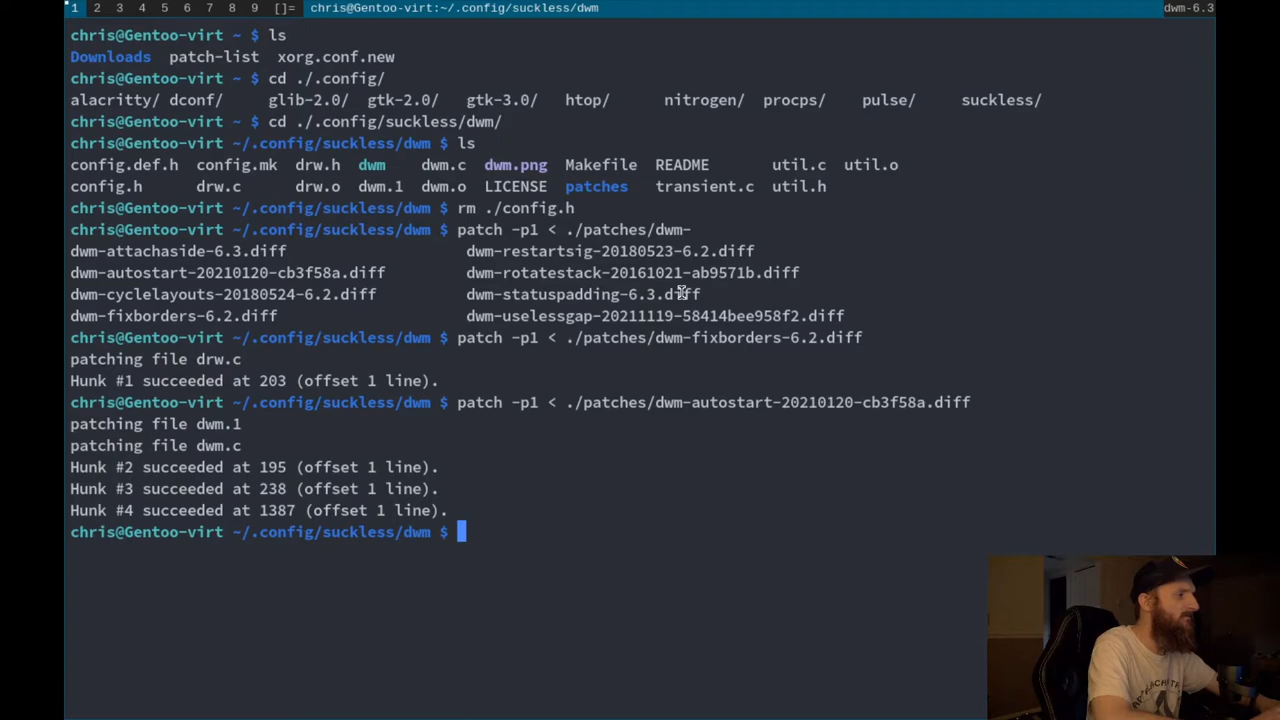 1 2 3 4 5 6 7 8 9 []= chris@Gentoo-virt:~/.config/suckless/dwm dwm-6.3
chris@Gentoo-virt ~ $ ls
Downloads patch-list xorg.conf.new
chris@Gentoo-virt ~ $ cd ./.config/
alacritty/ dconf/ glib-2.0/ gtk-2.0/ gtk-3.0/ htop/ nitrogen/ procps/ pulse/ suckless/
chris@Gentoo-virt ~ $ cd ./.config/suckless/dwm/
chris@Gentoo-virt ~/.config/suckless/dwm $ ls
config.def.h config.mk drw.h dwm dwm.c dwm.png Makefile README util.c util.o
config.h drw.c drw.o dwm.1 dwm.o LICENSE patches transient.c util.h
chris@Gentoo-virt ~/.config/suckless/dwm $ rm ./config.h
chris@Gentoo-virt ~/.config/suckless/dwm $ patch -p1 < ./patches/dwm-
dwm-attachaside-6.3.diff dwm-restartsig-20180523-6.2.diff
dwm-autostart-20210120-cb3f58a.diff dwm-rotatestack-20161021-ab9571b.diff
dwm-cyclelayouts-20180524-6.2.diff dwm-statuspadding-6.3.diff
dwm-fixborders-6.2.diff dwm-uselessgap-20211119-58414bee958f2.diff
chris@Gentoo-virt ~/.config/suckless/dwm $ patch -p1 < ./patches/dwm-fixborders-6.2.diff
patching file drw.c
Hunk #1 succeeded at 203 (offset 1 line).
chris@Gentoo-virt ~/.config/suckless/dwm $ patch -p1 < ./patches/dwm-autostart-20210120-cb3f58a.diff
patching file dwm.1
patching file dwm.c
Hunk #2 succeeded at 195 (offset 1 line).
Hunk #3 succeeded at 238 (offset 1 line).
Hunk #4 succeeded at 1387 (offset 1 line).
chris@Gentoo-virt ~/.config/suckless/dwm $